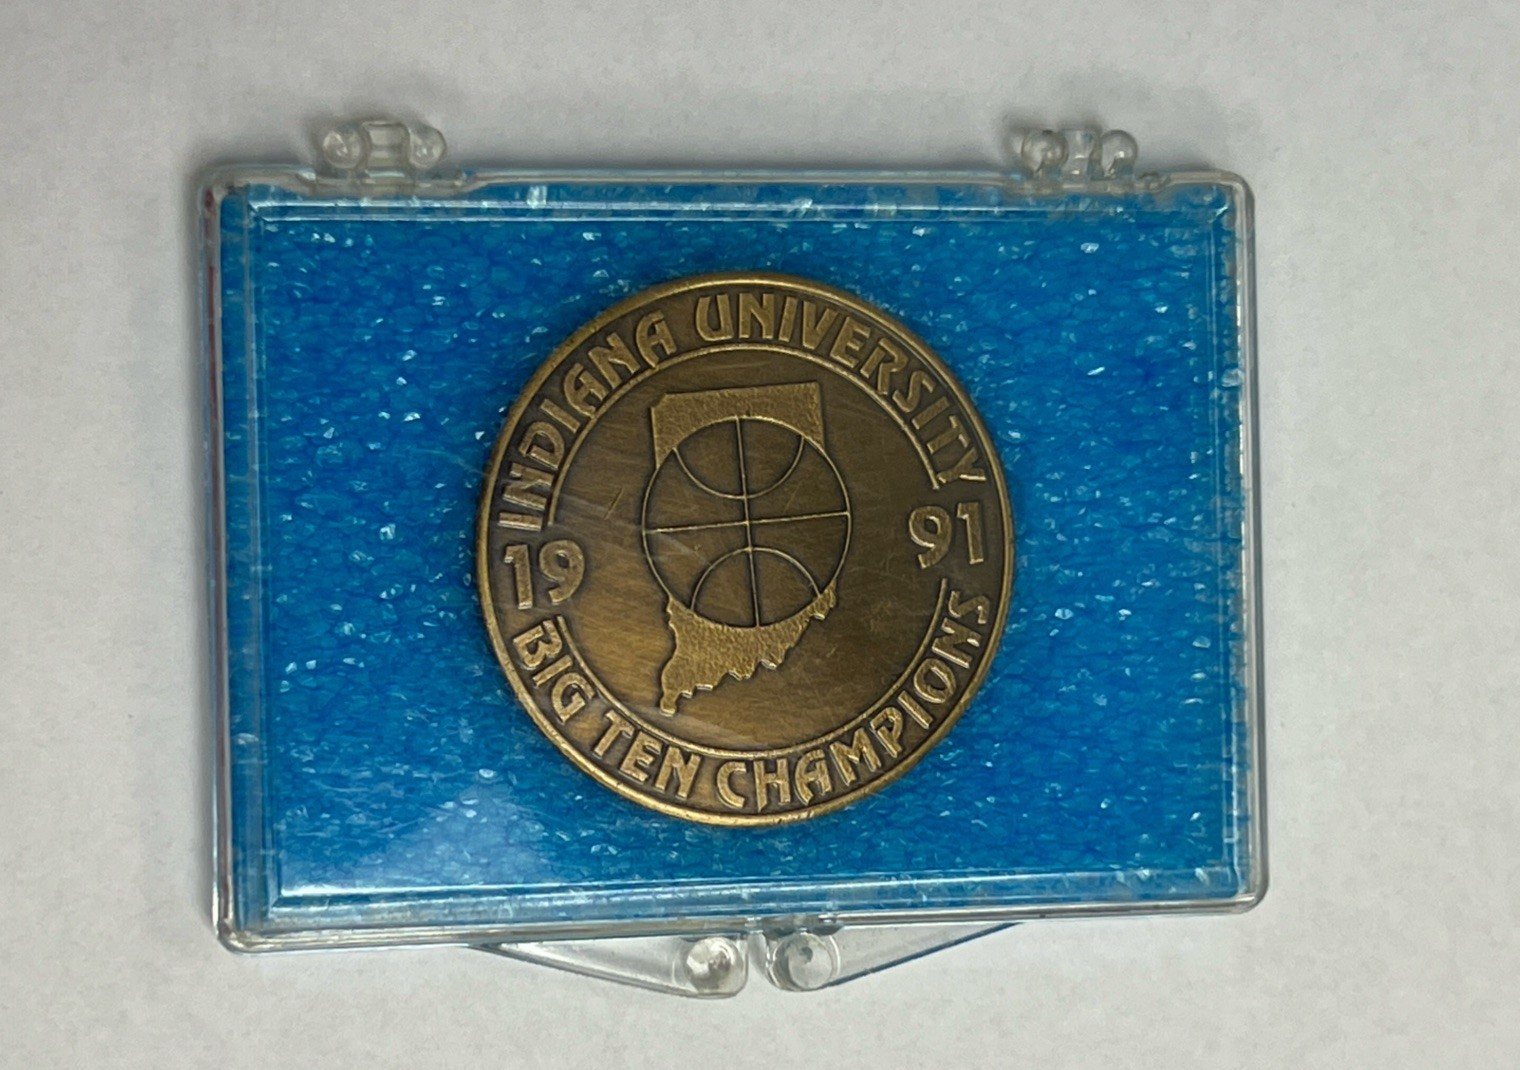 INDIANA UNIVERSITY
19 91
BIG TEN CHAMPIONS